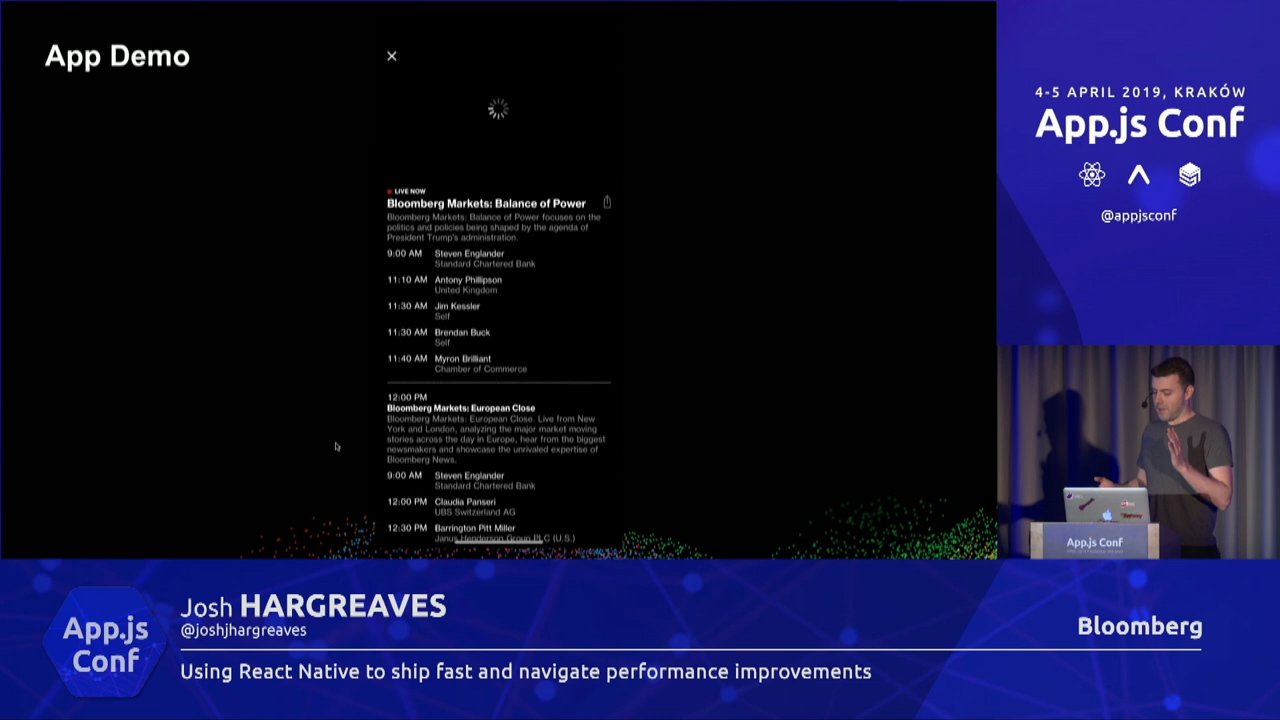 App Demo
LIVE NOW
Bloomberg Markets: Balance of Power
Bloomberg Markets: Balance of Power focuses on the
politics and policies being shaped by the agenda of
President Trump's administration.
9:00 AM Steven Englander
Standard Chartered Bank
11:10 AM Antony Phillipson
United Kingdom
11:30 AM Jim Kessler
Self
11:30 AM Brendan Buck
Self
11:40 AM Myron Brilliant
Chamber of Commerce
12:00 PM
Bloomberg Markets: European Close
Bloomberg Markets: European Close. Live from New
York and London, analyzing the major market moving
stories across the day in Europe, hear from the biggest
newsmakers and showcase the unrivaled expertise of
Bloomberg News.
9:00 AM Steven Englander
Standard Chartered Bank
12:00 PM Claudia Panseri
UBS Switzerland AG
12:30 PM Barrington Pitt Miller
Janus Henderson Group PLC (U.S.)
4-5 APRIL 2019, KRAKÓW
App.js Conf
@appjsconf
App.js Conf
App.js
Conf
Josh HARGREAVES
@joshjhargreaves
Bloomberg
Using React Native to ship fast and navigate performance improvements